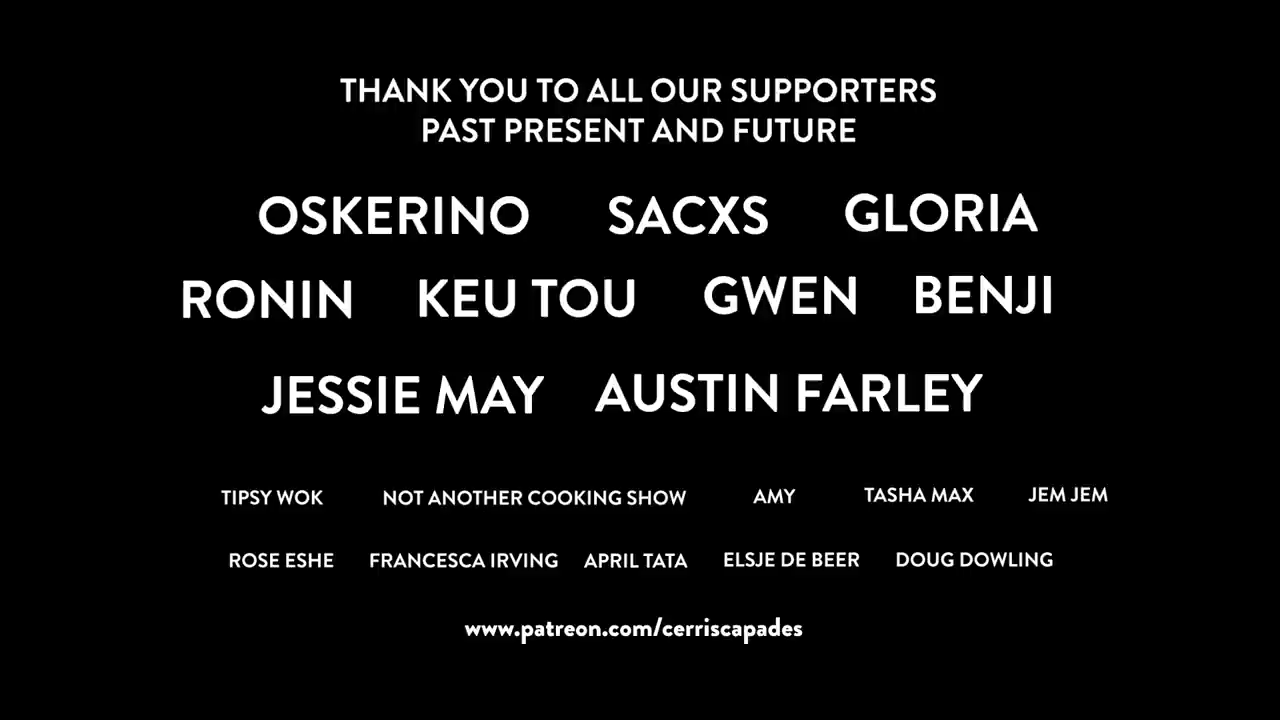 THANK YOU TO ALL OUR SUPPORTERS
PAST PRESENT AND FUTURE
OSKERINO SACXS GLORIA
RONIN KEU TOU GWEN BENJI
JESSIE MAY AUSTIN FARLEY
TIPSY WOK NOT ANOTHER COOKING SHOW AMY TASHA MAX JEM JEM
ROSE ESHE FRANCESCA IRVING APRIL TATA ELSJE DE BEER DOUG DOWLING
www.patreon.com/cerriscapades